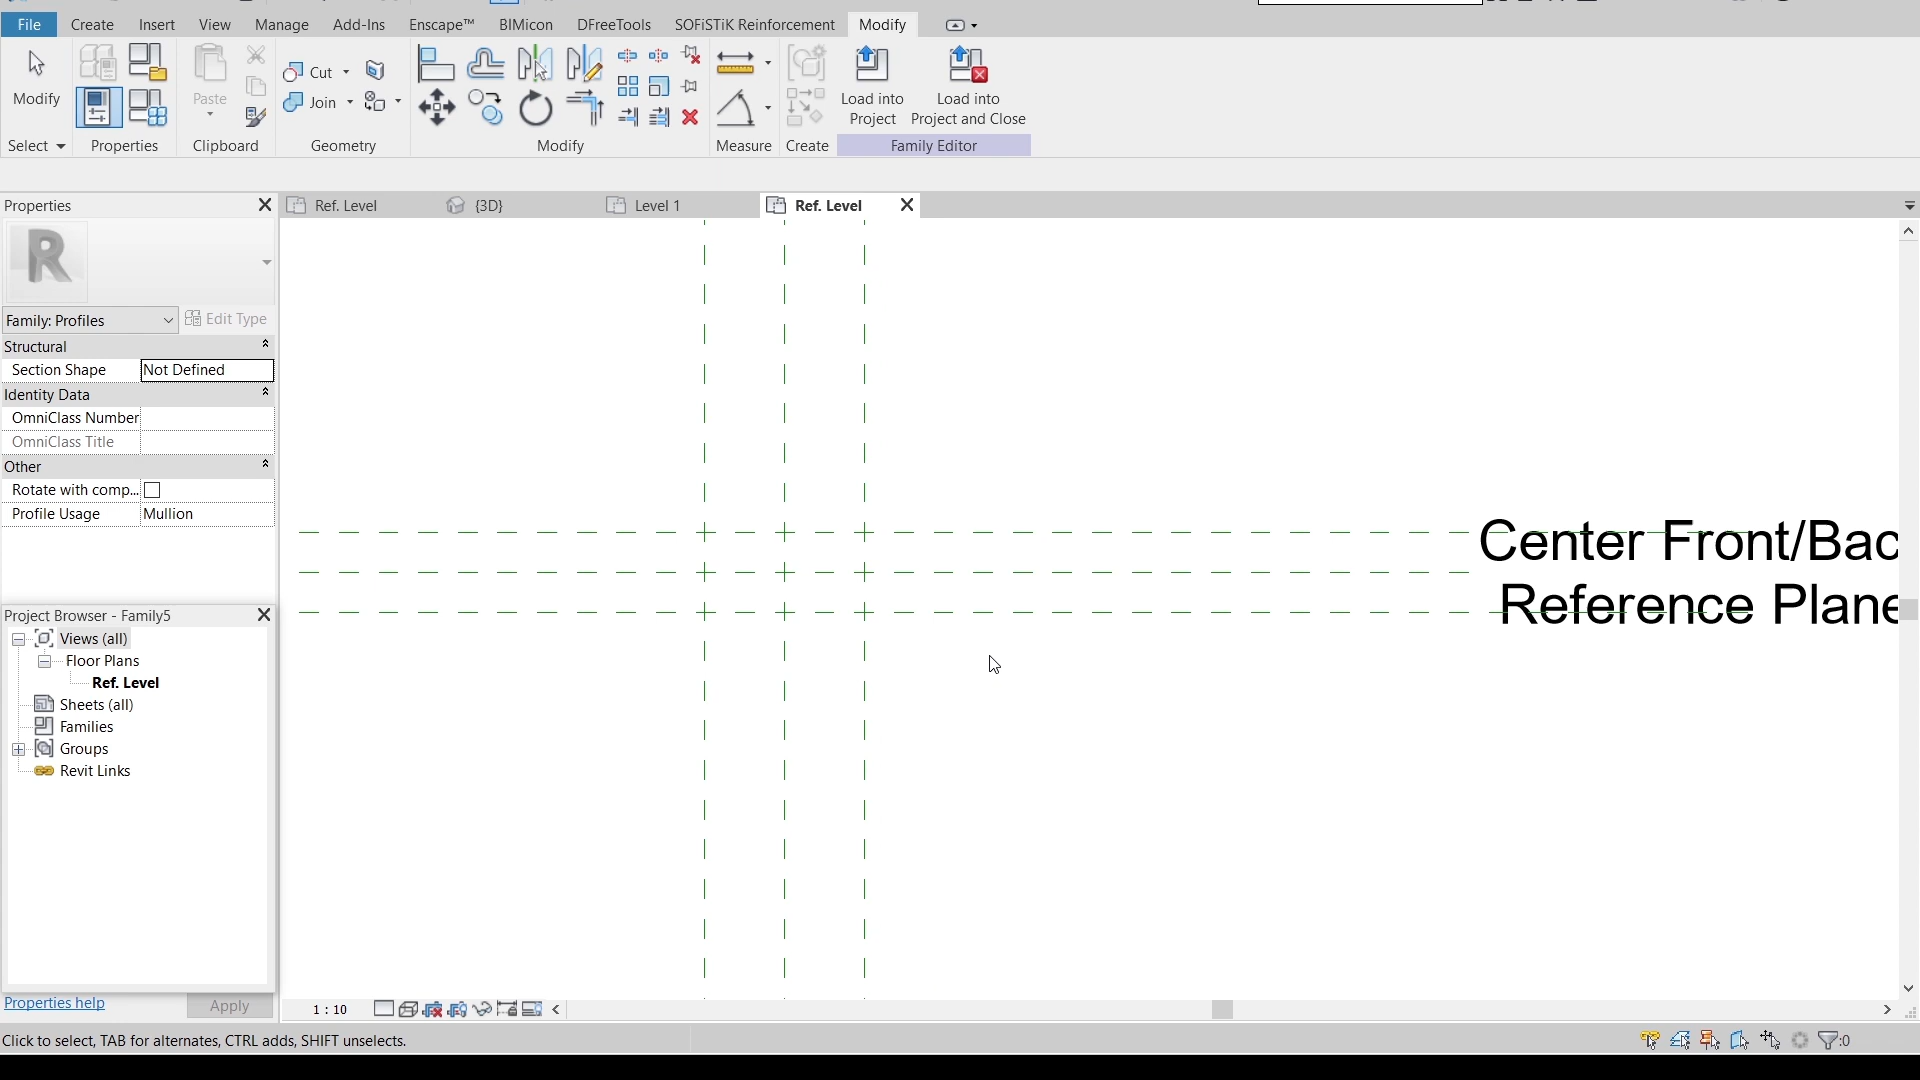 File Create Insert View Manage Add-Ins Enscape™ BIMicon DFreeTools SOFiSTiK Reinforcement Modify
Modify
Paste
Cut
Join
Load into
Project
Load into
Project and Close
Select Properties Clipboard Geometry Modify Measure Create Family Editor
Properties
Ref. Level {3D} Level 1 Ref. Level
R
Family: Profiles Edit Type
Structural
Section Shape Not Defined
Identity Data
OmniClass Number
OmniClass Title
Other
Rotate with comp...
Profile Usage Mullion
Center Front/Bac
Reference Plane
Project Browser - Family5
Views (all)
Floor Plans
Ref. Level
Sheets (all)
Families
Groups
Revit Links
Properties help Apply
1 : 10
Click to select, TAB for alternates, CTRL adds, SHIFT unselects.
:0